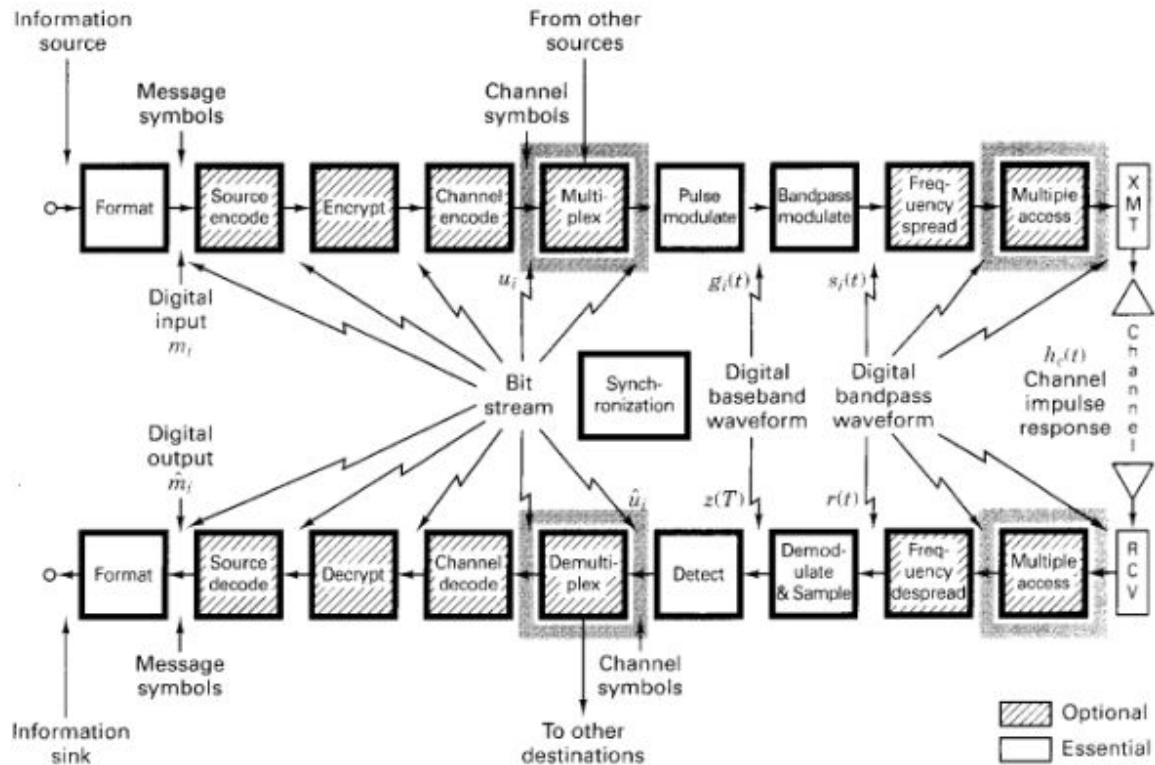 Information
source
From other
sources
Message
symbols
Channel
symbols
Format
Source
encode
Encrypt
Channel
encode
Multi-
plex
Pulse
modulate
Bandpass
modulate
Freq-
uency
spread
Multiple
access
X
M
T
Digital
input
m_i
u_i
g_i(t)
s_i(t)
Bit
stream
Synch-
ronization
Digital
baseband
waveform
Digital
bandpass
waveform
h_c(t)
Channel
impulse
response
C
h
a
n
n
e
l
Digital
output
m̂_i
û_i
z(T)
r(t)
Format
Source
decode
Decrypt
Channel
decode
Demulti-
plex
Detect
Demod-
ulate
& Sample
Freq-
uency
despread
Multiple
access
R
C
V
Message
symbols
Channel
symbols
Information
sink
To other
destinations
Optional
Essential